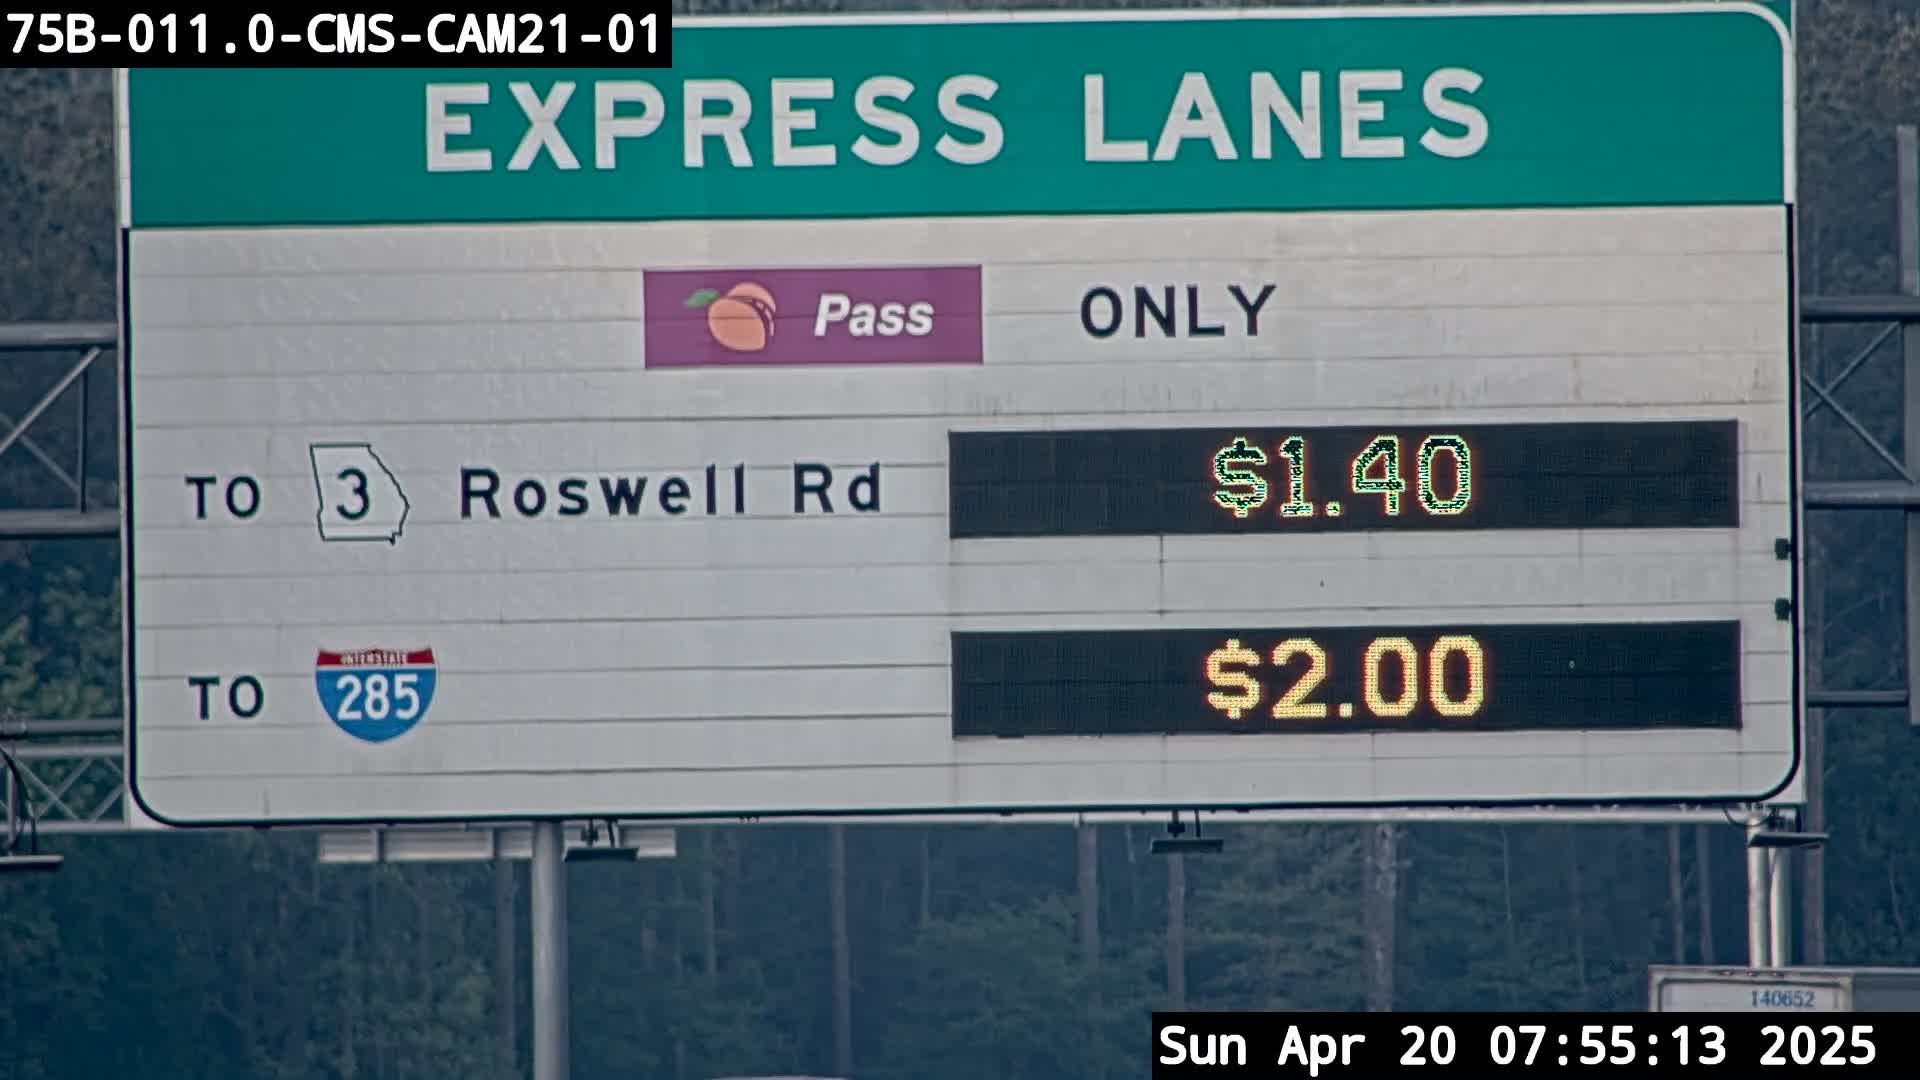 75B-011.0-CMS-CAM21-01
EXPRESS LANES
Pass ONLY
TO 3 Roswell Rd $1.40
TO INTERSTATE 285 $2.00
140652
Sun Apr 20 07:55:13 2025